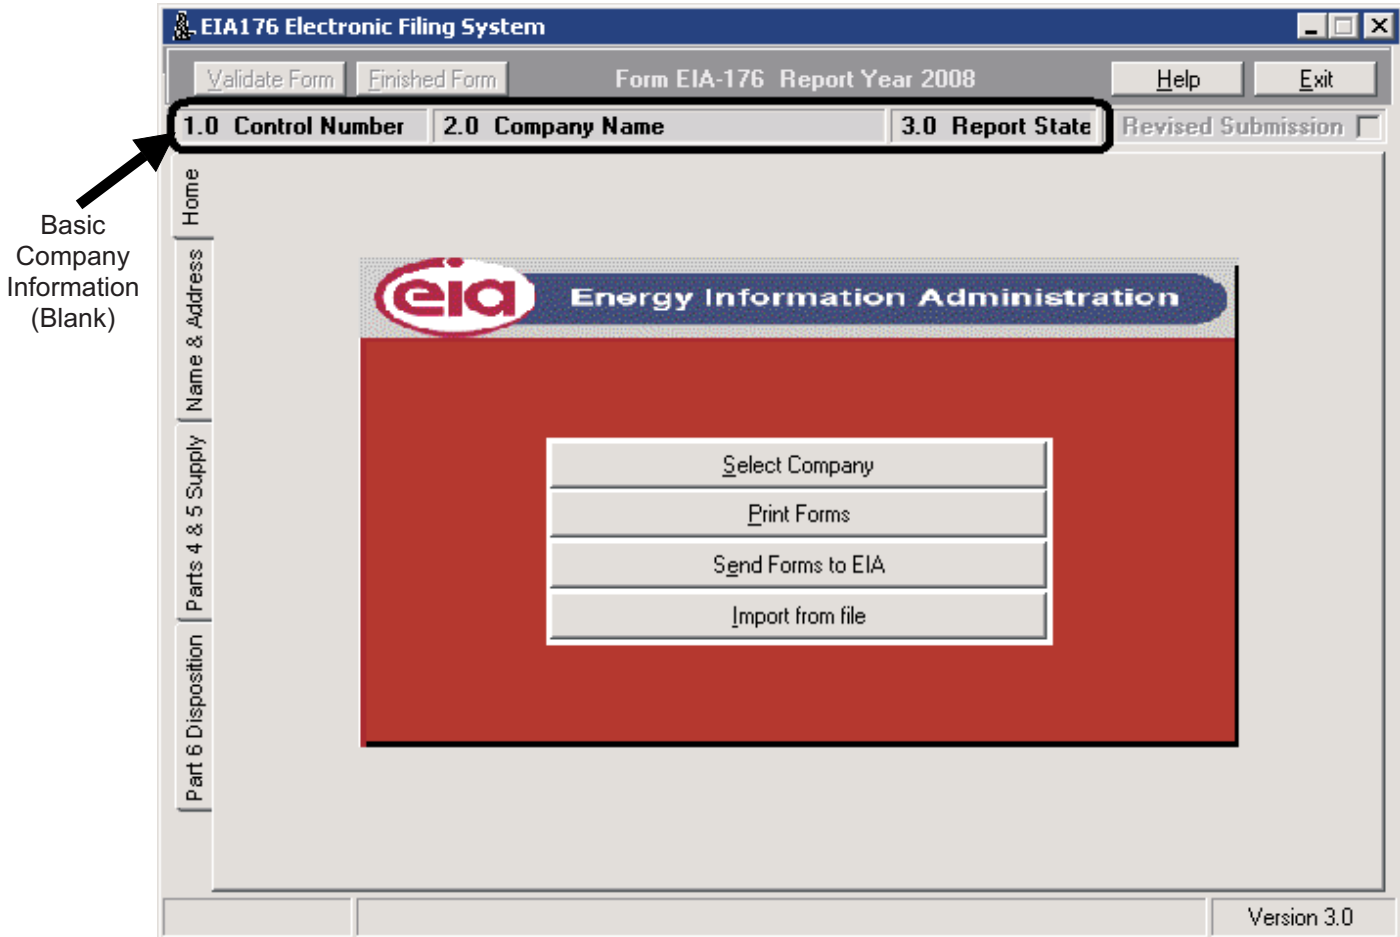 EIA176 Electronic Filing System
Validate Form Finished Form Form EIA-176 Report Year 2008 Help Exit
1.0 Control Number 2.0 Company Name 3.0 Report State Revised Submission
Basic
Company
Information
(Blank)
Home
Name & Address
Parts 4 & 5 Supply
Part 6 Disposition
eia Energy Information Administration
Select Company
Print Forms
Send Forms to EIA
Import from file
Version 3.0